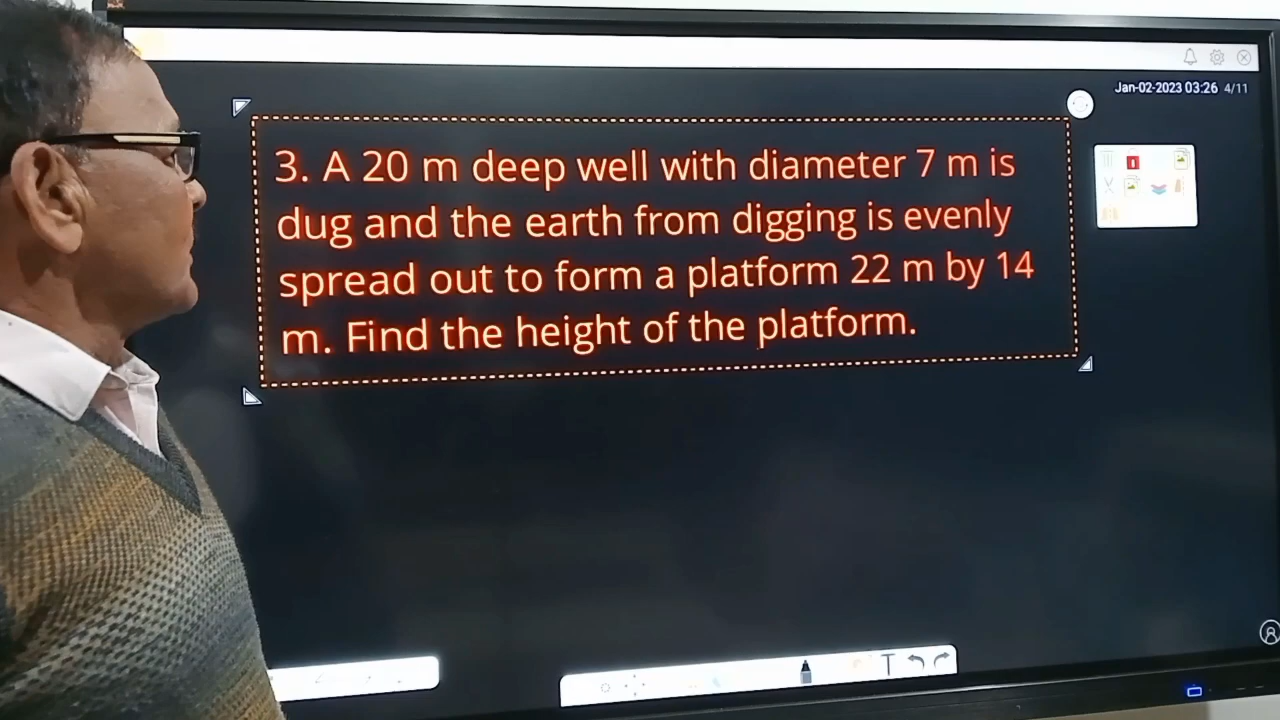 Jan-02-2023 03:26 4/11
3. A 20 m deep well with diameter 7 m is
dug and the earth from digging is evenly
spread out to form a platform 22 m by 14
m. Find the height of the platform.
T